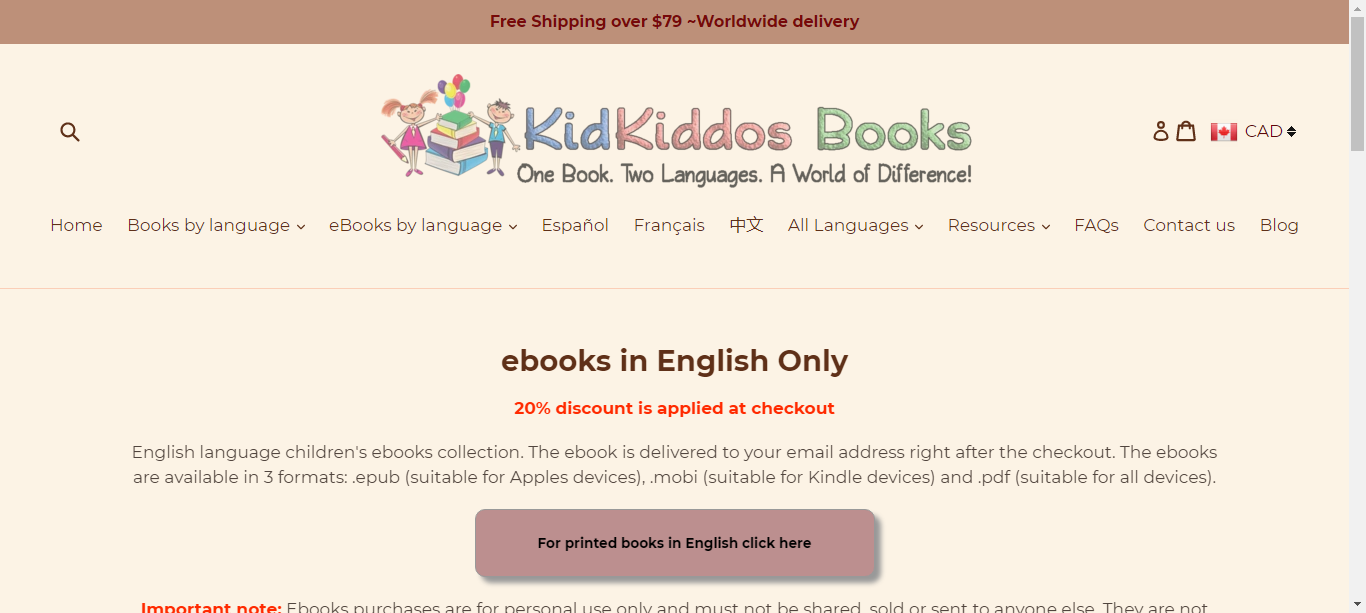 Free Shipping over $79 ~Worldwide delivery
KidKiddos Books
One Book. Two Languages. A World of Difference!
CAD
Home Books by language eBooks by language Español Français 中文 All Languages Resources FAQs Contact us Blog
ebooks in English Only
20% discount is applied at checkout
English language children's ebooks collection. The ebook is delivered to your email address right after the checkout. The ebooks
are available in 3 formats: .epub (suitable for Apples devices), .mobi (suitable for Kindle devices) and .pdf (suitable for all devices).
For printed books in English click here
Important note: Ebooks purchases are for personal use only and must not be shared, sold or sent to anyone else. They are not